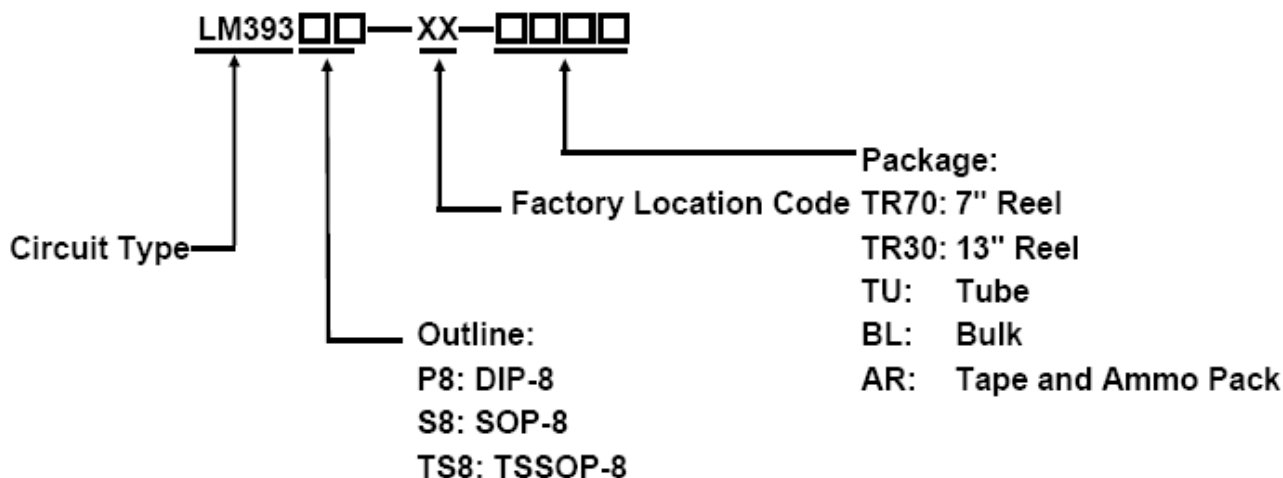 LM393□□—XX—□□□□
Package:
Factory Location Code TR70: 7" Reel
Circuit Type TR30: 13" Reel
TU: Tube
Outline: BL: Bulk
P8: DIP-8 AR: Tape and Ammo Pack
S8: SOP-8
TS8: TSSOP-8